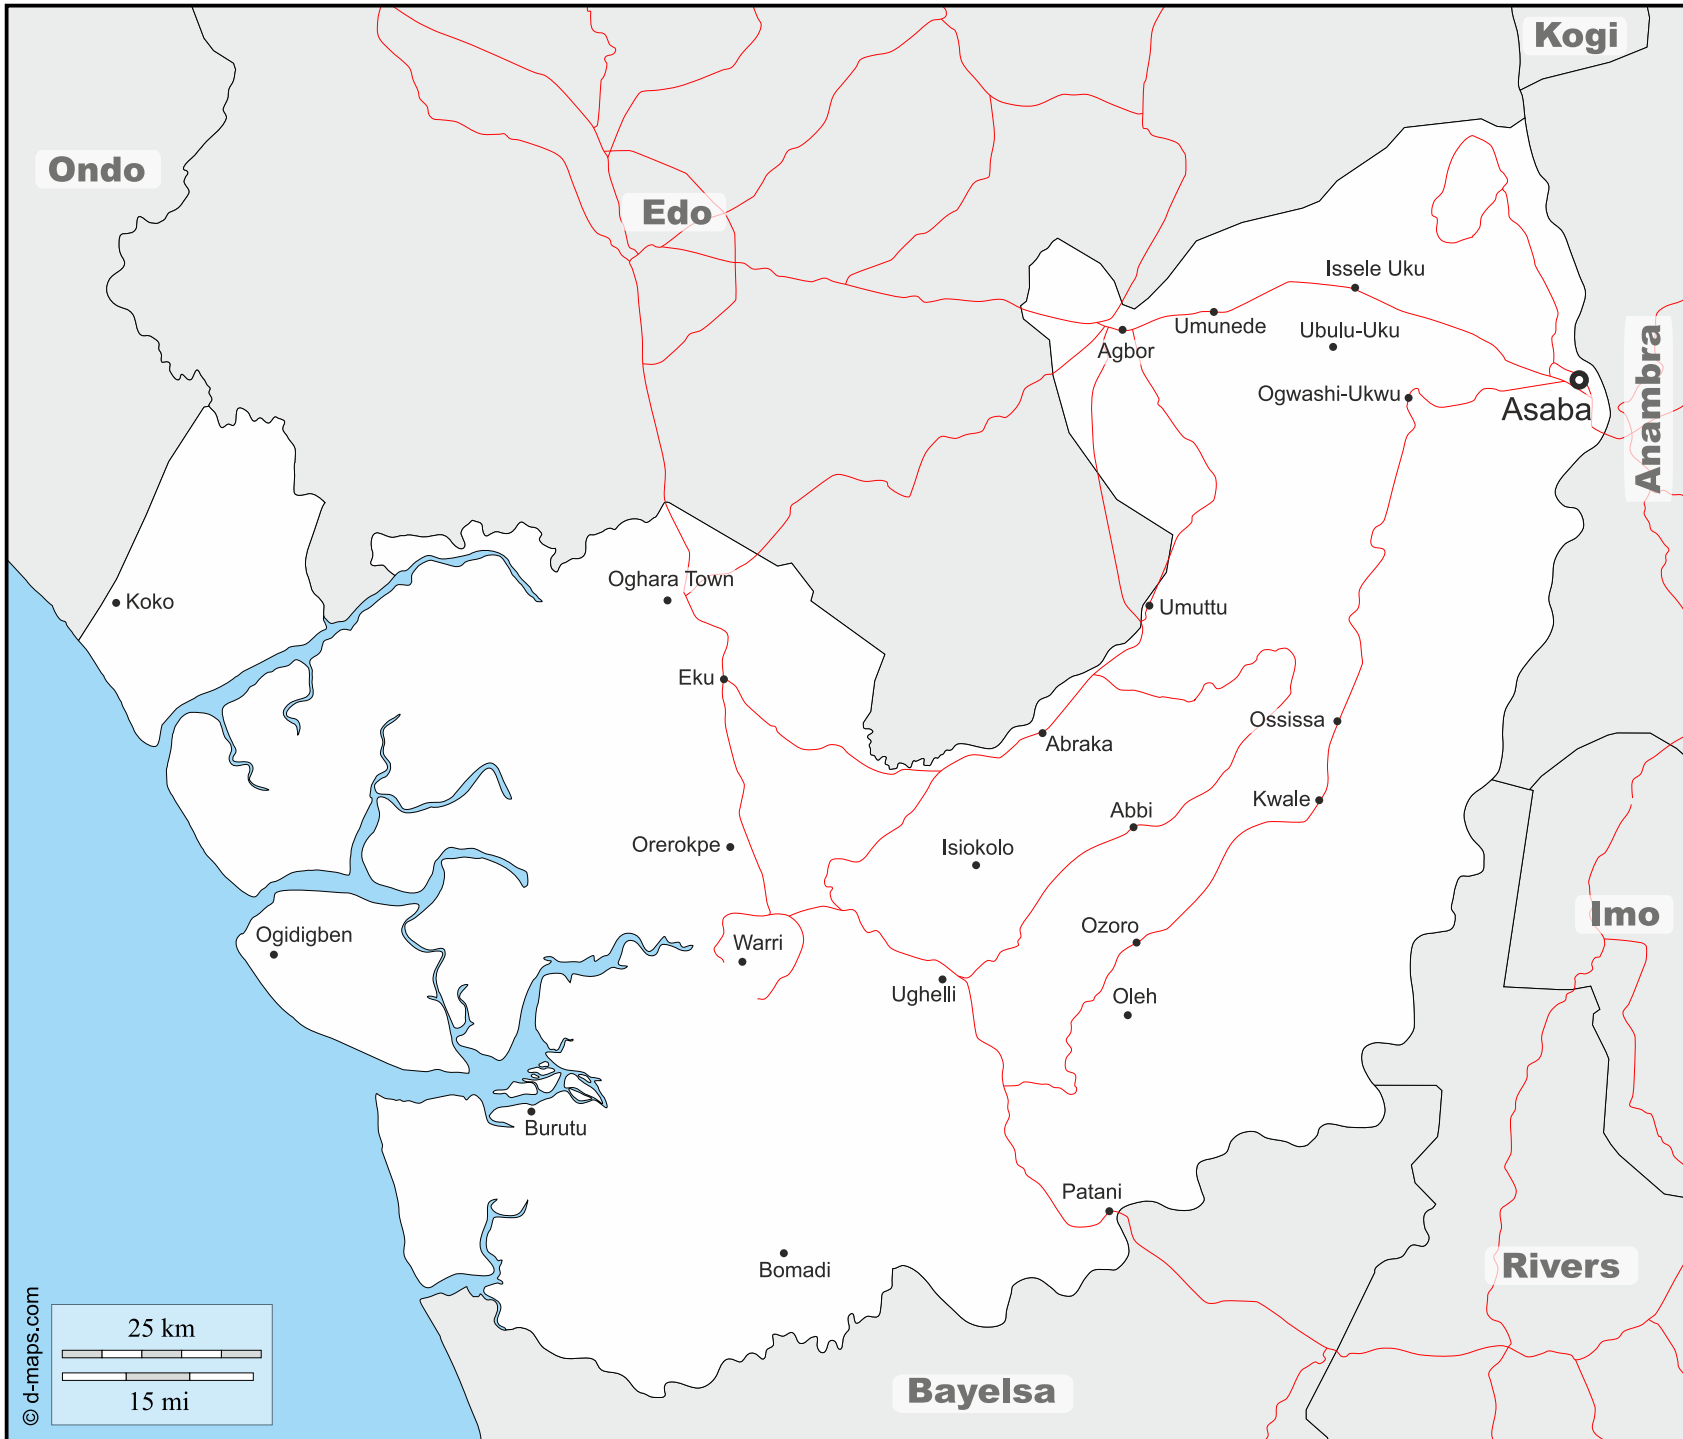 Kogi
Ondo
Edo
Issele Uku
Umunede
Ubulu-Uku
Agbor
Anambra
Ogwashi-Ukwu
Asaba
Oghara Town
Koko
Umuttu
Eku
Ossissa
Abraka
Kwale
Abbi
Orerokpe
Isiokolo
Imo
Ogidigben
Warri
Ozoro
Ughelli
Oleh
Burutu
Patani
Bomadi
Rivers
25 km
15 mi
© d-maps.com
Bayelsa